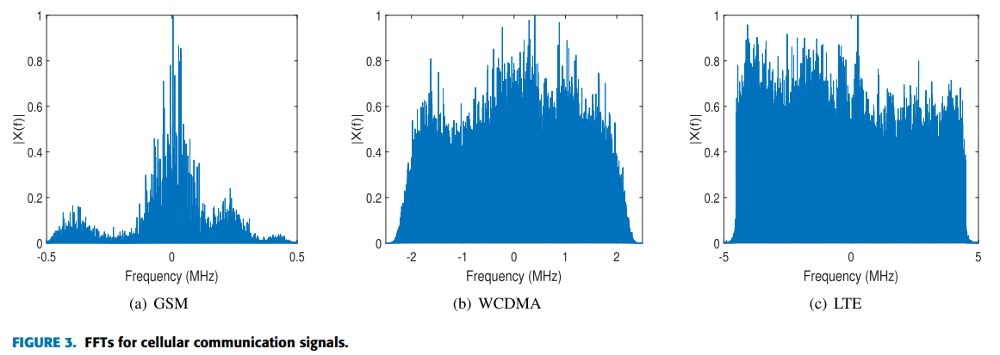 1
0.8
0.6
0.4
0.2
0
|X(f)|
-0.5
0
0.5
Frequency (MHz)
(a) GSM
1
0.8
0.6
0.4
0.2
0
|X(f)|
-2
-1
0
1
2
Frequency (MHz)
(b) WCDMA
1
0.8
0.6
0.4
0.2
0
|X(f)|
-5
0
5
Frequency (MHz)
(c) LTE
FIGURE 3. FFTs for cellular communication signals.